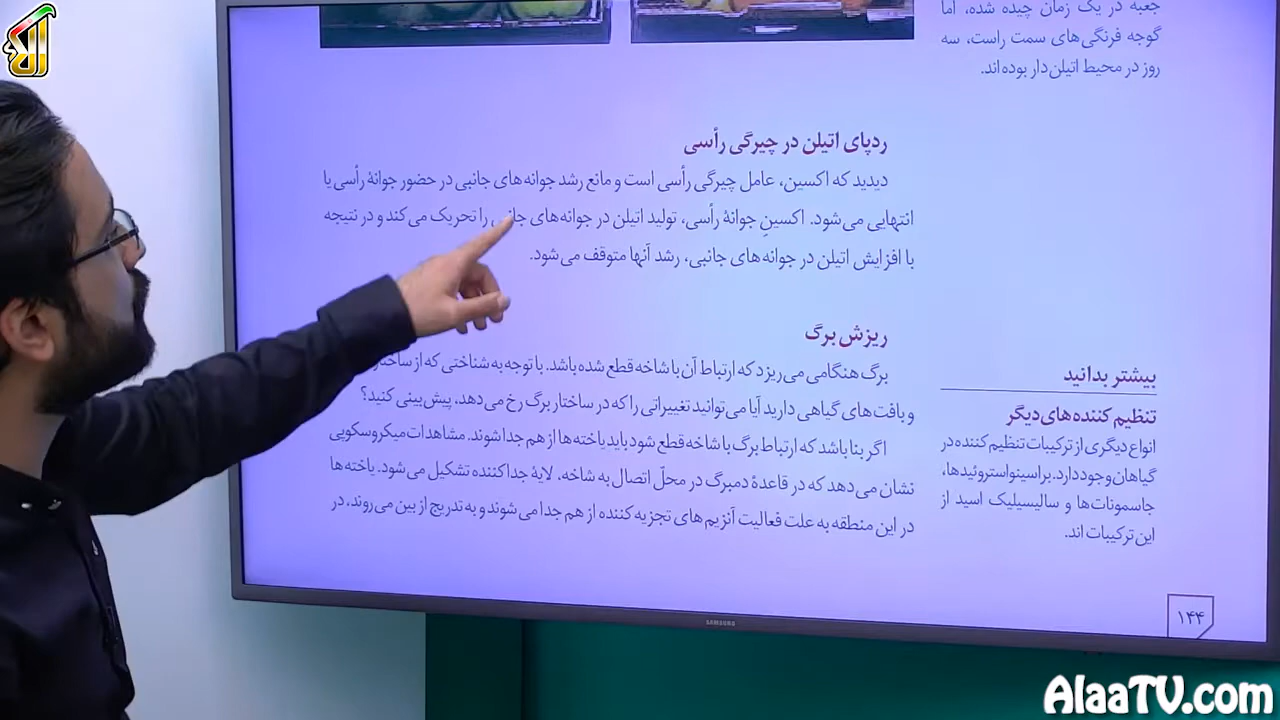 جعبه در یک زمان چیده شده، اما
گوجه فرنگی‌های سمت راست، سه
روز در محیط اتیلن‌دار بوده‌اند.
ردپای اتیلن در چیرگی رأسی
دیدید که اکسین، عامل چیرگی رأسی است و مانع رشد جوانه‌های جانبی در حضور جوانهٔ رأسی یا
انتهایی می‌شود. اکسینِ جوانهٔ رأسی، تولید اتیلن در جوانه‌های را تحریک می‌کند و در نتیجه
با افزایش اتیلن در جوانه‌های جانبی، رشد آنها متوقف می‌شود.
ریزش برگ
برگ هنگامی می‌ریزد که ارتباط آن با شاخه قطع شده باشد. با توجه به شناختی که از
و بافت‌های گیاهی دارید آیا می‌توانید تغییراتی را که در ساختار برگ رخ می‌دهد، پیش‌بینی کنید؟
اگر بنا باشد که ارتباط برگ با شاخه قطع شود باید یاخته‌ها از هم جدا شوند. مشاهدات میکروسکوپی
نشان می‌دهد که در قاعدهٔ دمبرگ در محلّ اتصال به شاخه، لایهٔ جداکننده تشکیل می‌شود. یاخته‌ها
در این منطقه به علت فعالیت آنزیم‌های تجزیه کننده از هم جدا می‌شوند و به تدریج از بین می‌روند، در
بیشتر بدانید
تنظیم کننده‌های دیگر
انواع دیگری از ترکیبات تنظیم کننده در
گیاهان وجود دارد. براسینواستروئیدها،
جاسمونات‌ها و سالیسیلیک اسید از
این ترکیبات اند.
۱۴۴
SAMSUNG
AlaaTV.com